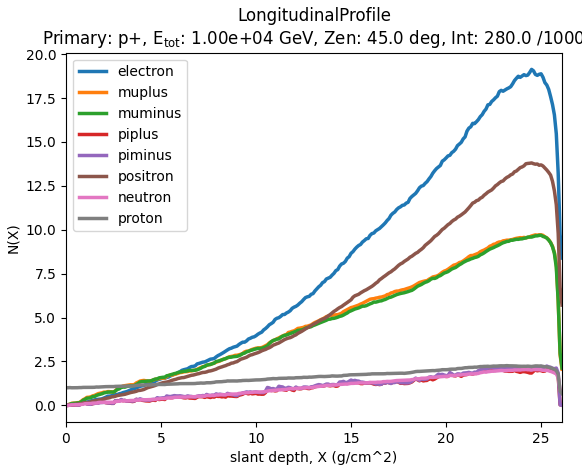 LongitudinalProfile
Primary: p+, E_tot: 1.00e+04 GeV, Zen: 45.0 deg, Int: 280.0 /1000
20.0
17.5
15.0
12.5
10.0
7.5
5.0
2.5
0.0
N(X)
electron
muplus
muminus
piplus
piminus
positron
neutron
proton
0 5 10 15 20 25
slant depth, X (g/cm^2)